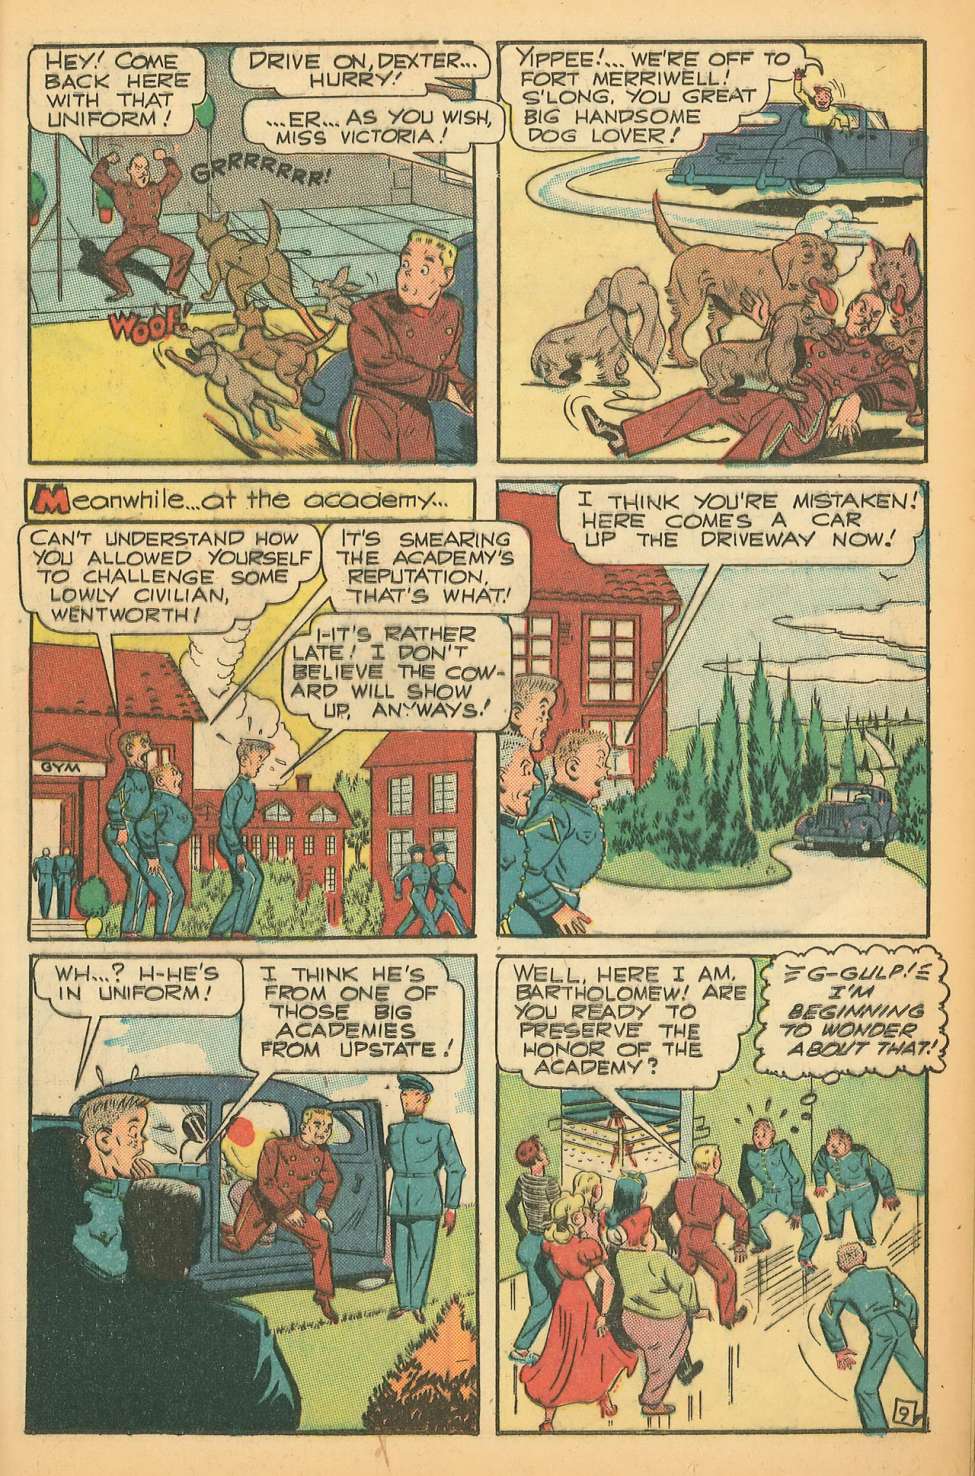 HEY! COME
BACK HERE
WITH THAT
UNIFORM!
DRIVE ON, DEXTER...
HURRY!
...ER... AS YOU WISH,
MISS VICTORIA!
GRRRRRRR!
WOOF!
YIPPEE!... WE'RE OFF TO
FORT MERRIWELL!
S'LONG, YOU GREAT
BIG HANDSOME
DOG LOVER!
Meanwhile...at the academy...
CAN'T UNDERSTAND HOW
YOU ALLOWED YOURSELF
TO CHALLENGE SOME
LOWLY CIVILIAN,
WENTWORTH!
IT'S SMEARING
THE ACADEMY'S
REPUTATION,
THAT'S WHAT!
I-IT'S RATHER
LATE! I DON'T
BELIEVE THE COW-
ARD WILL SHOW
UP, ANYWAYS!
GYM
I THINK YOU'RE MISTAKEN!
HERE COMES A CAR
UP THE DRIVEWAY NOW!
WH...? H-HE'S
IN UNIFORM!
I THINK HE'S
FROM ONE OF
THOSE BIG
ACADEMIES
FROM UPSTATE!
WELL, HERE I AM,
BARTHOLOMEW! ARE
YOU READY TO
PRESERVE THE
HONOR OF THE
ACADEMY?
G-GULP!
I'M
BEGINNING
TO WONDER
ABOUT THAT!
9